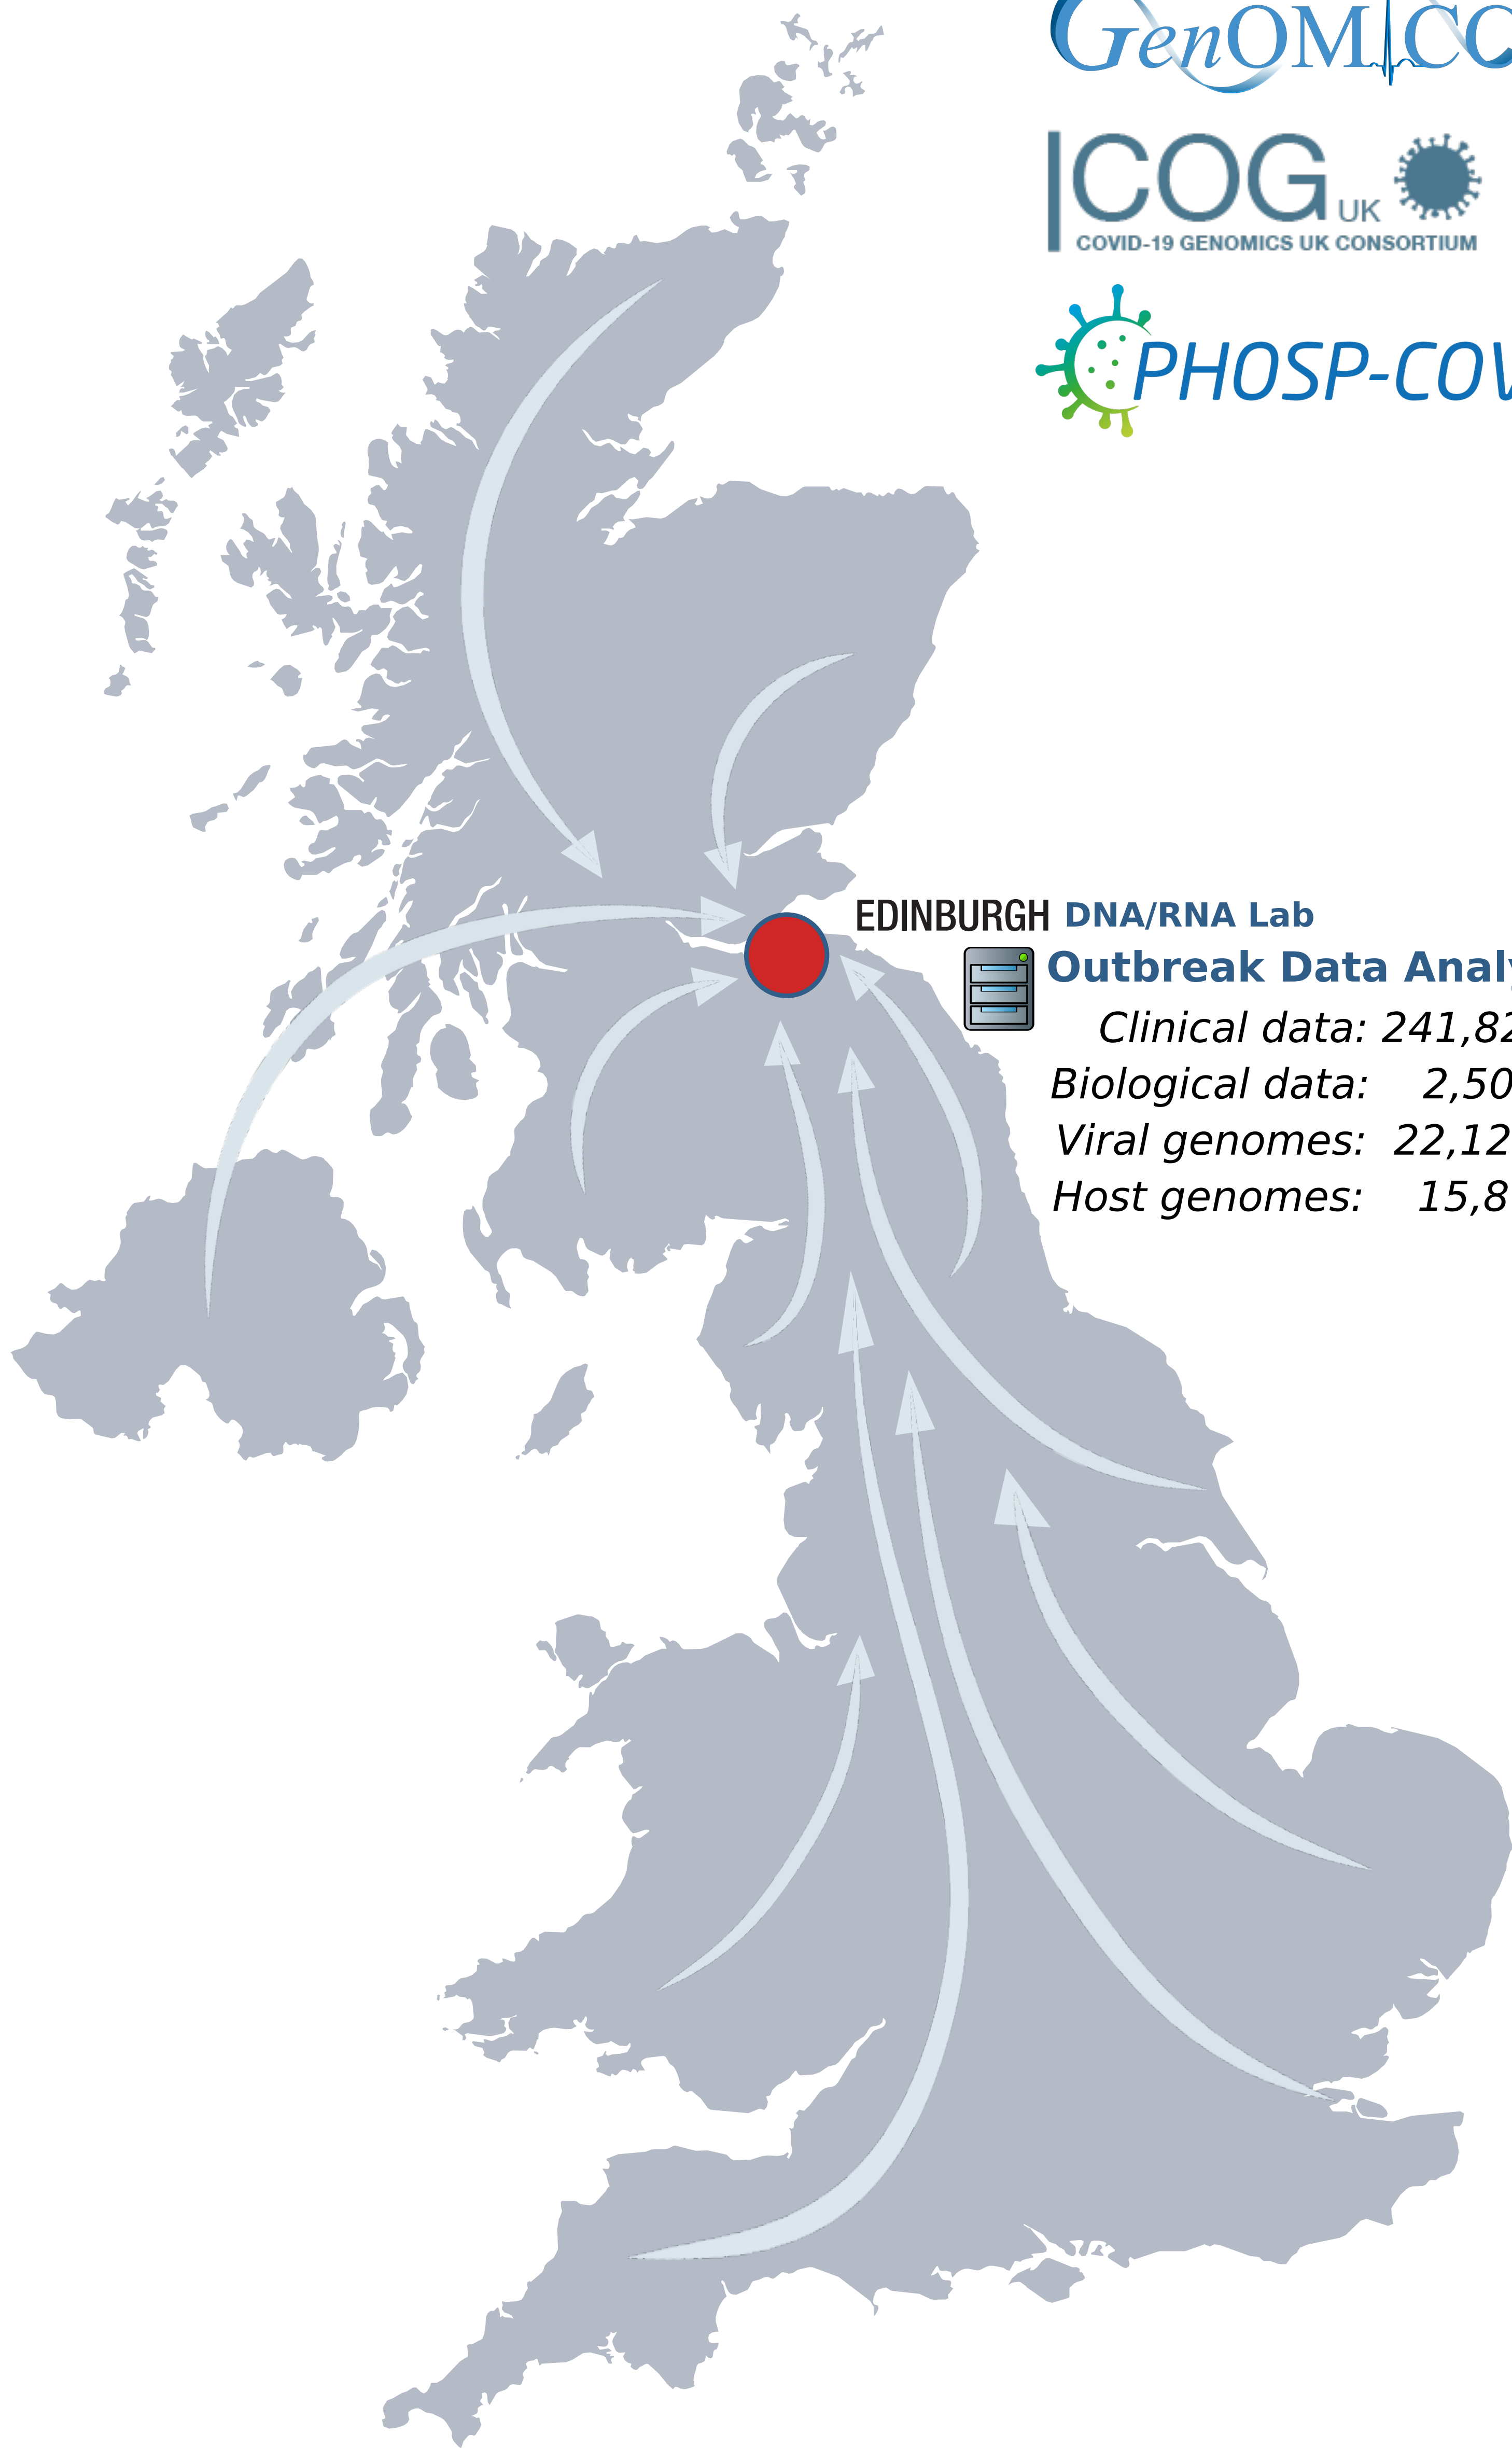 GenOMICC
COG UK
COVID-19 GENOMICS UK CONSORTIUM
PHOSP-COV
EDINBURGH DNA/RNA Lab
Outbreak Data Analy
Clinical data: 241,82
Biological data: 2,50
Viral genomes: 22,12
Host genomes: 15,8